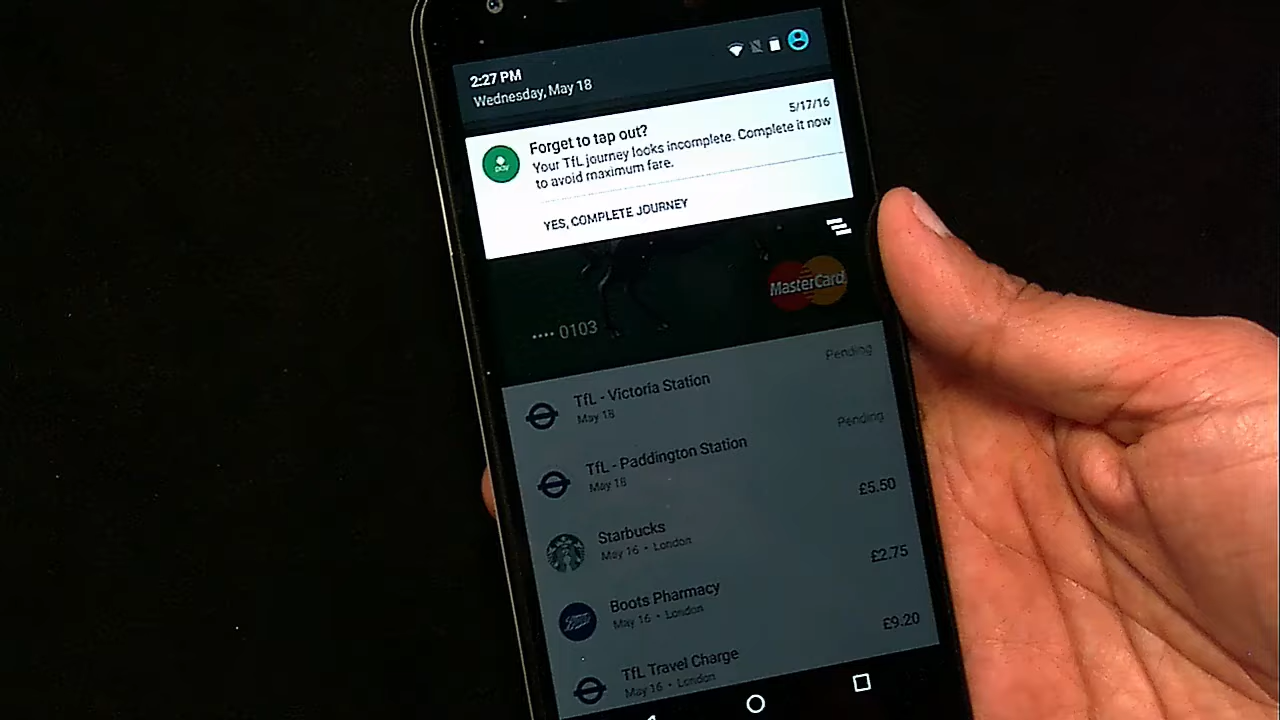 2:27 PM
Wednesday, May 18
5/17/16
Forget to tap out?
Your TfL journey looks incomplete. Complete it now
to avoid maximum fare.
pay
YES, COMPLETE JOURNEY
MasterCard
•••• 0103
Pending
TfL - Victoria Station
May 18
Pending
TfL - Paddington Station
May 18
£5.50
Starbucks
May 16 • London
£2.75
Boots Pharmacy
May 16 • London
Boots
£9.20
TfL Travel Charge
May 16 • London